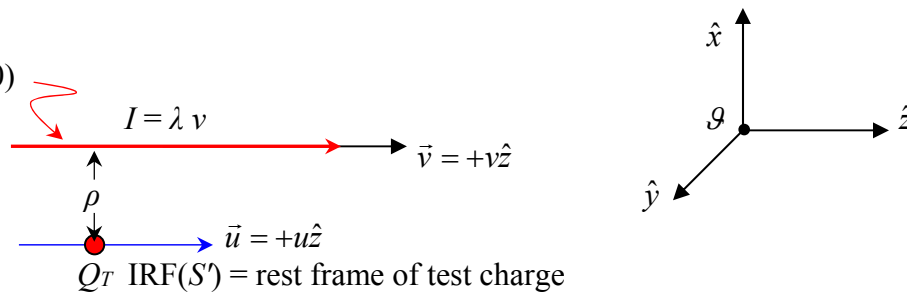 )
I = λ v
v⃗ = +vẑ
ρ
u⃗ = +uẑ
Q_T IRF(S') = rest frame of test charge
x̂
ϑ
ẑ
ŷ